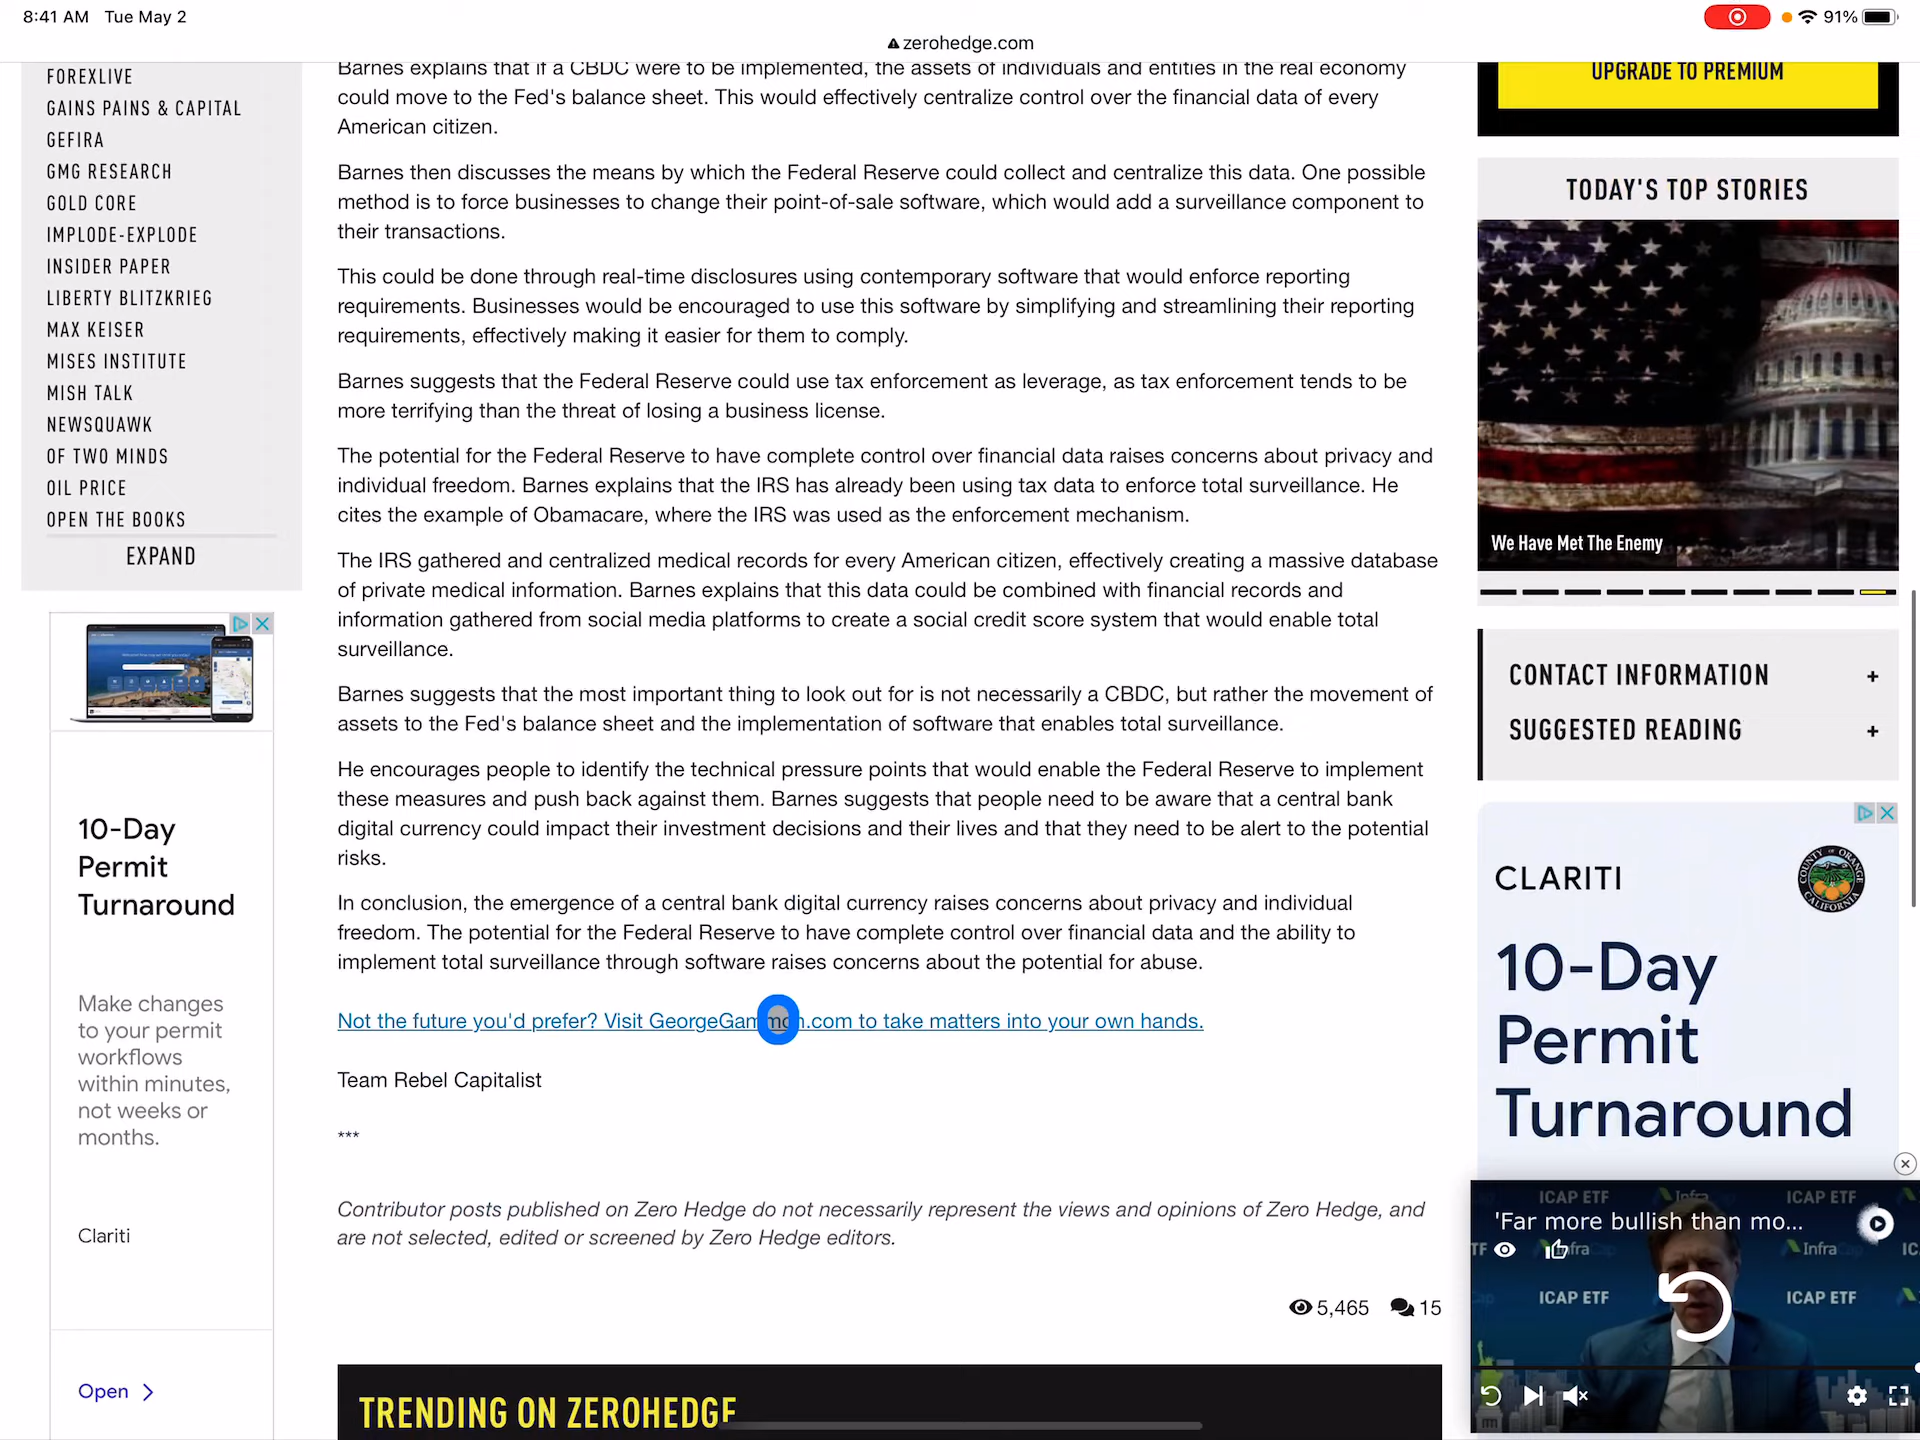 8:41 AM Tue May 2
91%
zerohedge.com
FOREXLIVE
GAINS PAINS & CAPITAL
GEFIRA
GMG RESEARCH
GOLD CORE
IMPLODE-EXPLODE
INSIDER PAPER
LIBERTY BLITZKRIEG
MAX KEISER
MISES INSTITUTE
MISH TALK
NEWSQUAWK
OF TWO MINDS
OIL PRICE
OPEN THE BOOKS
EXPAND
10-Day
Permit
Turnaround
Make changes
to your permit
workflows
within minutes,
not weeks or
months.
Clariti
Open
Barnes explains that if a CBDC were to be implemented, the assets of individuals and entities in the real economy
could move to the Fed's balance sheet. This would effectively centralize control over the financial data of every
American citizen.
Barnes then discusses the means by which the Federal Reserve could collect and centralize this data. One possible
method is to force businesses to change their point-of-sale software, which would add a surveillance component to
their transactions.
This could be done through real-time disclosures using contemporary software that would enforce reporting
requirements. Businesses would be encouraged to use this software by simplifying and streamlining their reporting
requirements, effectively making it easier for them to comply.
Barnes suggests that the Federal Reserve could use tax enforcement as leverage, as tax enforcement tends to be
more terrifying than the threat of losing a business license.
The potential for the Federal Reserve to have complete control over financial data raises concerns about privacy and
individual freedom. Barnes explains that the IRS has already been using tax data to enforce total surveillance. He
cites the example of Obamacare, where the IRS was used as the enforcement mechanism.
The IRS gathered and centralized medical records for every American citizen, effectively creating a massive database
of private medical information. Barnes explains that this data could be combined with financial records and
information gathered from social media platforms to create a social credit score system that would enable total
surveillance.
Barnes suggests that the most important thing to look out for is not necessarily a CBDC, but rather the movement of
assets to the Fed's balance sheet and the implementation of software that enables total surveillance.
He encourages people to identify the technical pressure points that would enable the Federal Reserve to implement
these measures and push back against them. Barnes suggests that people need to be aware that a central bank
digital currency could impact their investment decisions and their lives and that they need to be alert to the potential
risks.
In conclusion, the emergence of a central bank digital currency raises concerns about privacy and individual
freedom. The potential for the Federal Reserve to have complete control over financial data and the ability to
implement total surveillance through software raises concerns about the potential for abuse.
Not the future you'd prefer? Visit GeorgeGammon.com to take matters into your own hands.
Team Rebel Capitalist
***
Contributor posts published on Zero Hedge do not necessarily represent the views and opinions of Zero Hedge, and
are not selected, edited or screened by Zero Hedge editors.
5,465 15
TRENDING ON ZEROHEDGE
UPGRADE TO PREMIUM
TODAY'S TOP STORIES
We Have Met The Enemy
CONTACT INFORMATION +
SUGGESTED READING +
CLARITI
COUNTY OF ORANGE
CALIFORNIA
10-Day
Permit
Turnaround
ICAP ETF Infra ICAP ETF
'Far more bullish than mo...
TF Infra Infra IC
ICAP ETF ICAP ETF